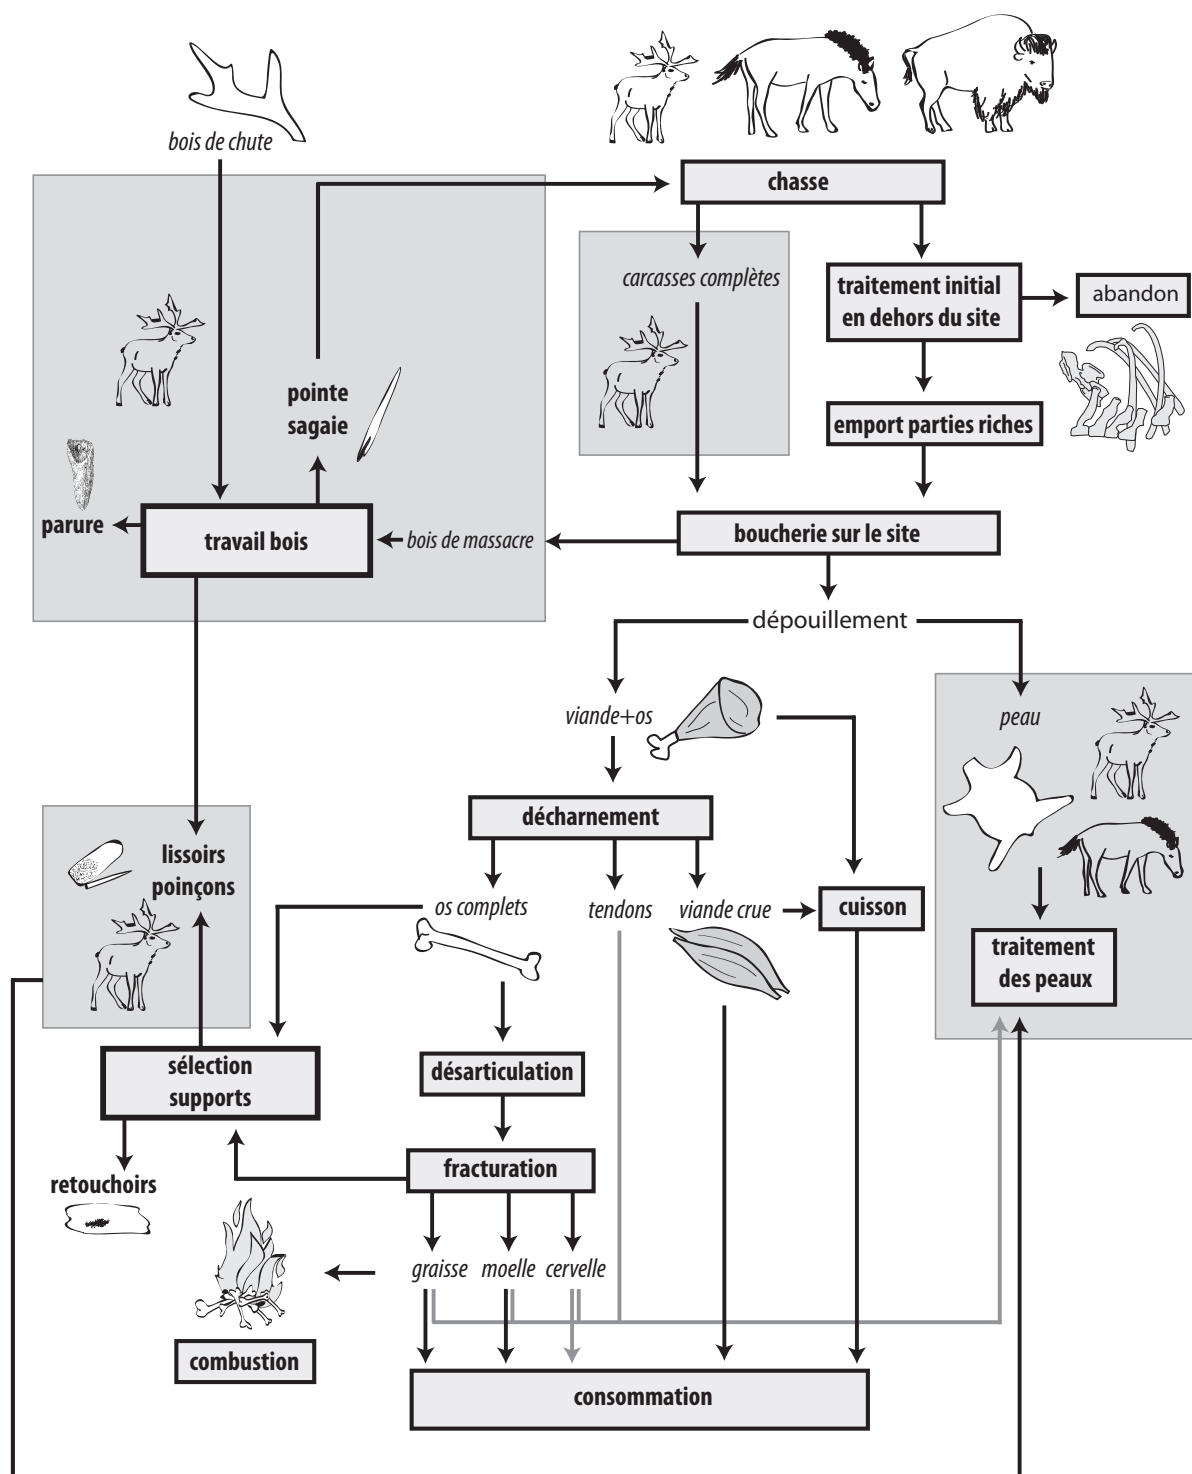 bois de chute
chasse
carcasses complètes
traitement initial
en dehors du site
abandon
pointe
sagaie
emport parties riches
parure
travail bois
bois de massacre
boucherie sur le site
dépouillement
viande+os
peau
décharnement
lissoirs
poinçons
os complets
tendons
viande crue
cuisson
traitement
des peaux
sélection
supports
désarticulation
fracturation
retouchoirs
graisse
moelle
cervelle
combustion
consommation